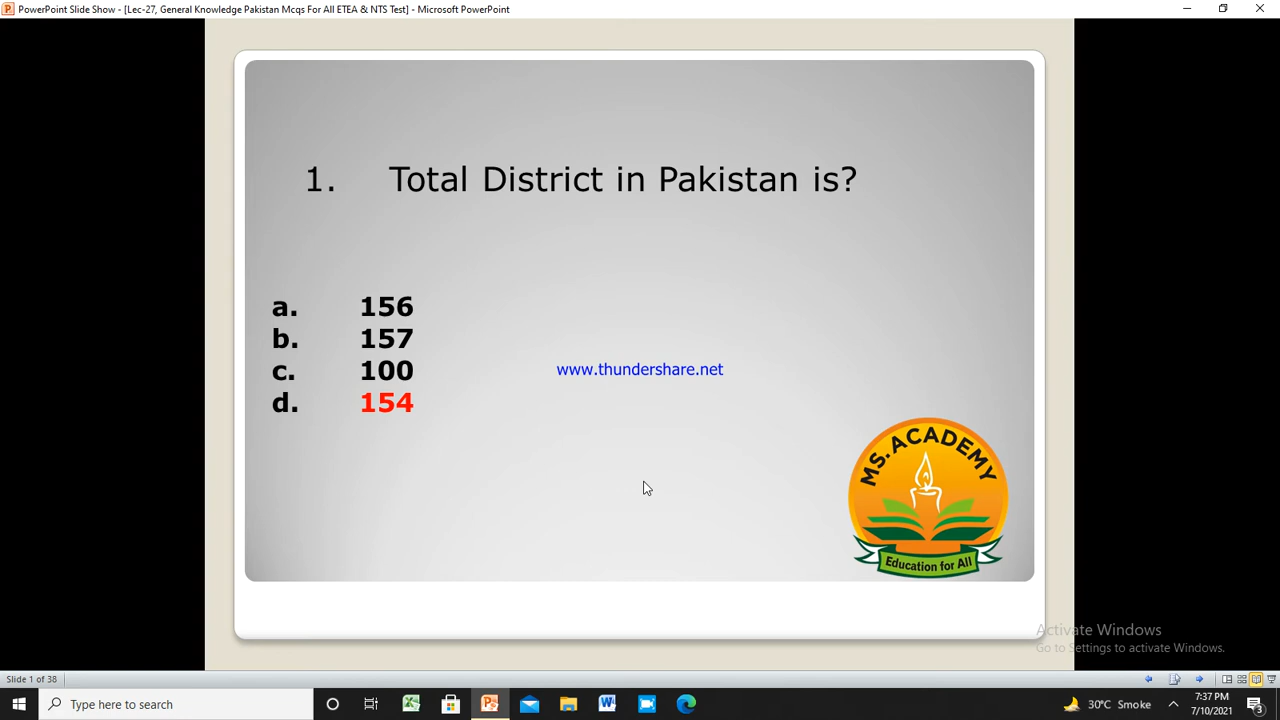 PowerPoint Slide Show - [Lec-27, General Knowledge Pakistan Mcqs For All ETEA & NTS Test] - Microsoft PowerPoint
1. Total District in Pakistan is?
a. 156
b. 157
c. 100
d. 154
www.thundershare.net
MS.ACADEMY
Education for All
Activate Windows
Go to Settings to activate Windows.
Slide 1 of 38
Type here to search
30°C Smoke
7:37 PM
7/10/2021
3